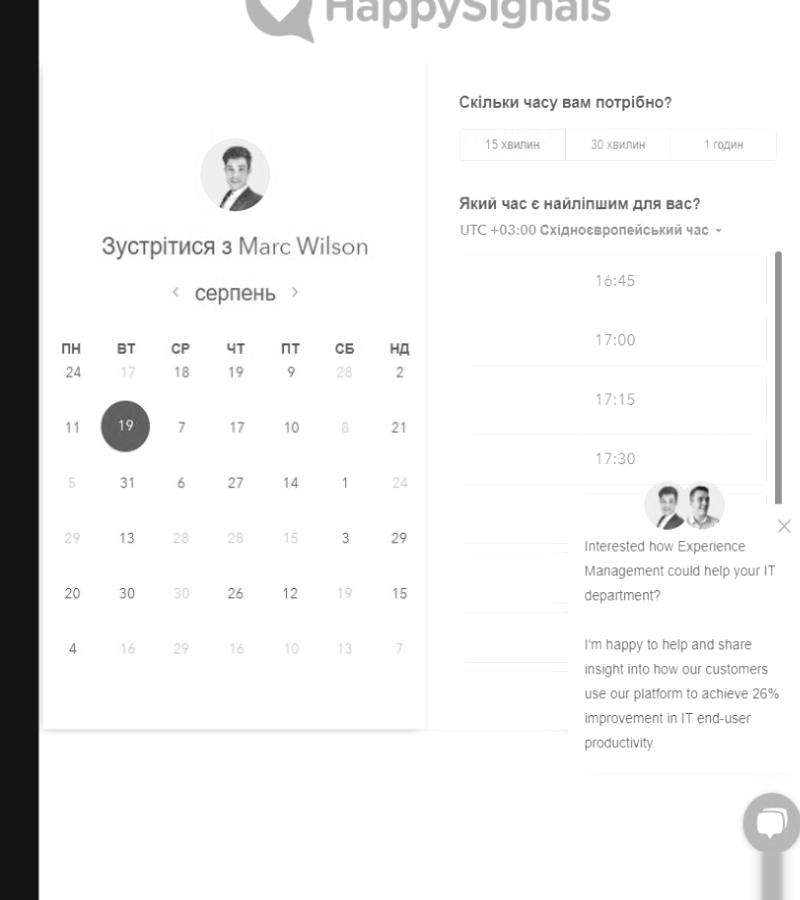 HappySignals
Зустрітися з Marc Wilson
серпень
ПН ВТ СР ЧТ ПТ СБ НД
24 17 18 19 9 28 2
11 19 7 17 10 8 21
5 31 6 27 14 1 24
29 13 28 28 15 3 29
20 30 30 26 12 19 15
4 16 29 16 10 13 7
Скільки часу вам потрібно?
15 хвилин 30 хвилин 1 годин
Який час є найліпшим для вас?
UTC +03:00 Східноєвропейський час
16:45
17:00
17:15
17:30
Interested how Experience
Management could help your IT
department?
I'm happy to help and share
insight into how our customers
use our platform to achieve 26%
improvement in IT end-user
productivity.